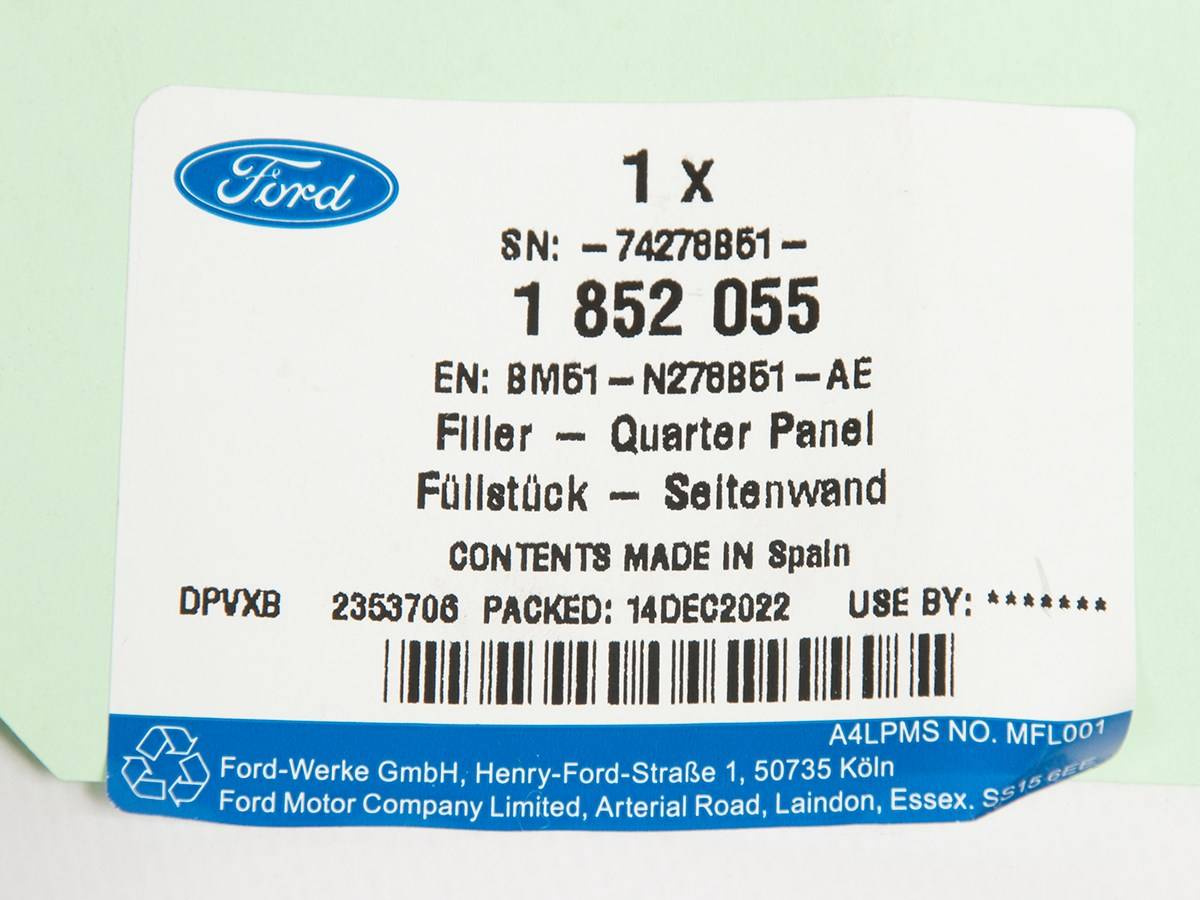 Ford
1 x
SN: -74278B51-
1 852 055
EN: BM51-N278B51-AE
Filler - Quarter Panel
Füllstück - Seitenwand
CONTENTS MADE IN Spain
DPVXB 2353706 PACKED: 14DEC2022 USE BY: *******
A4LPMS NO. MFL001
Ford-Werke GmbH, Henry-Ford-Straße 1, 50735 Köln
Ford Motor Company Limited, Arterial Road, Laindon, Essex. SS15 6EE